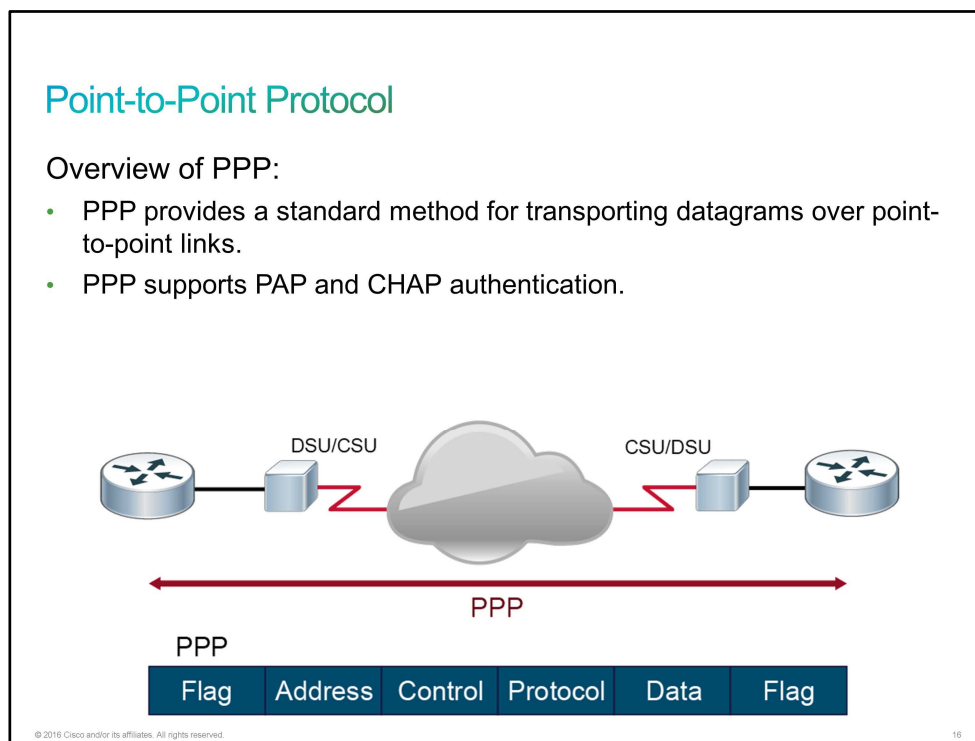 Point-to-Point Protocol
Overview of PPP:
• PPP provides a standard method for transporting datagrams over point-
to-point links.
• PPP supports PAP and CHAP authentication.
DSU/CSU
CSU/DSU
PPP
PPP
Flag Address Control Protocol Data Flag
© 2016 Cisco and/or its affiliates. All rights reserved.
16